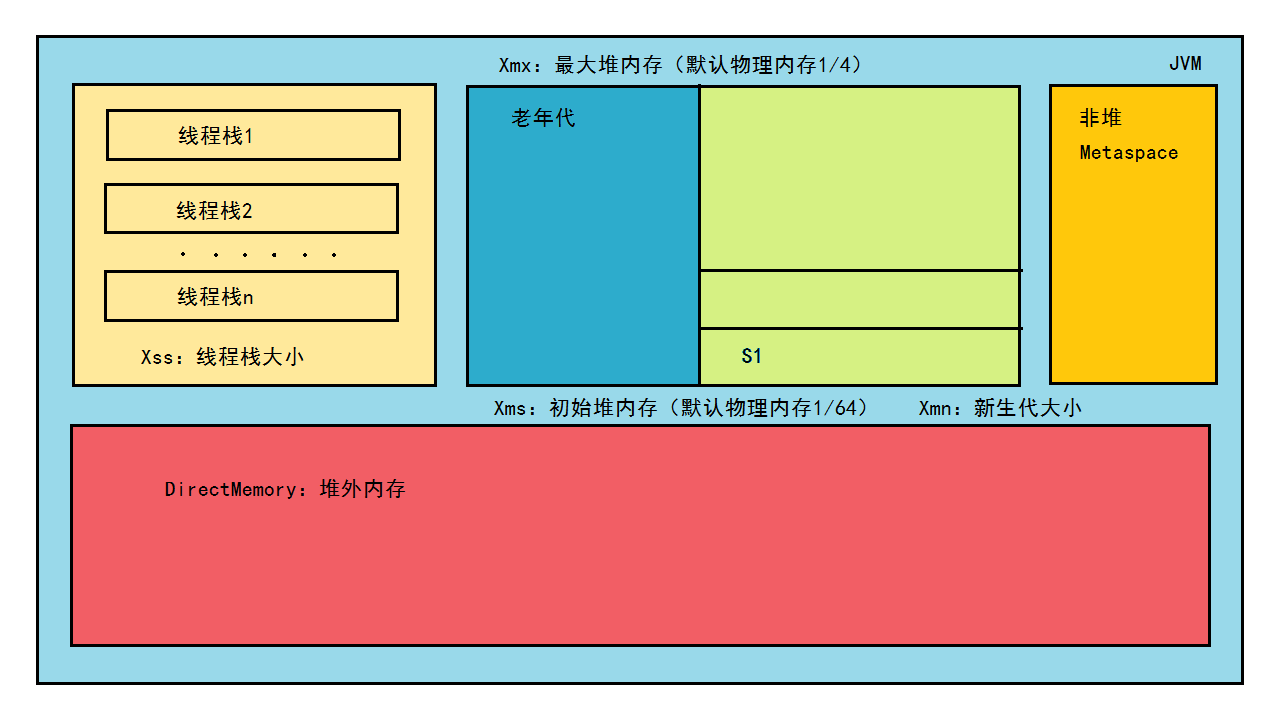 Xmx：最大堆内存（默认物理内存1/4）
JVM
线程栈1
线程栈2
......
线程栈n
Xss：线程栈大小
老年代
S1
非堆
Metaspace
Xms：初始堆内存（默认物理内存1/64）
Xmn：新生代大小
DirectMemory：堆外内存